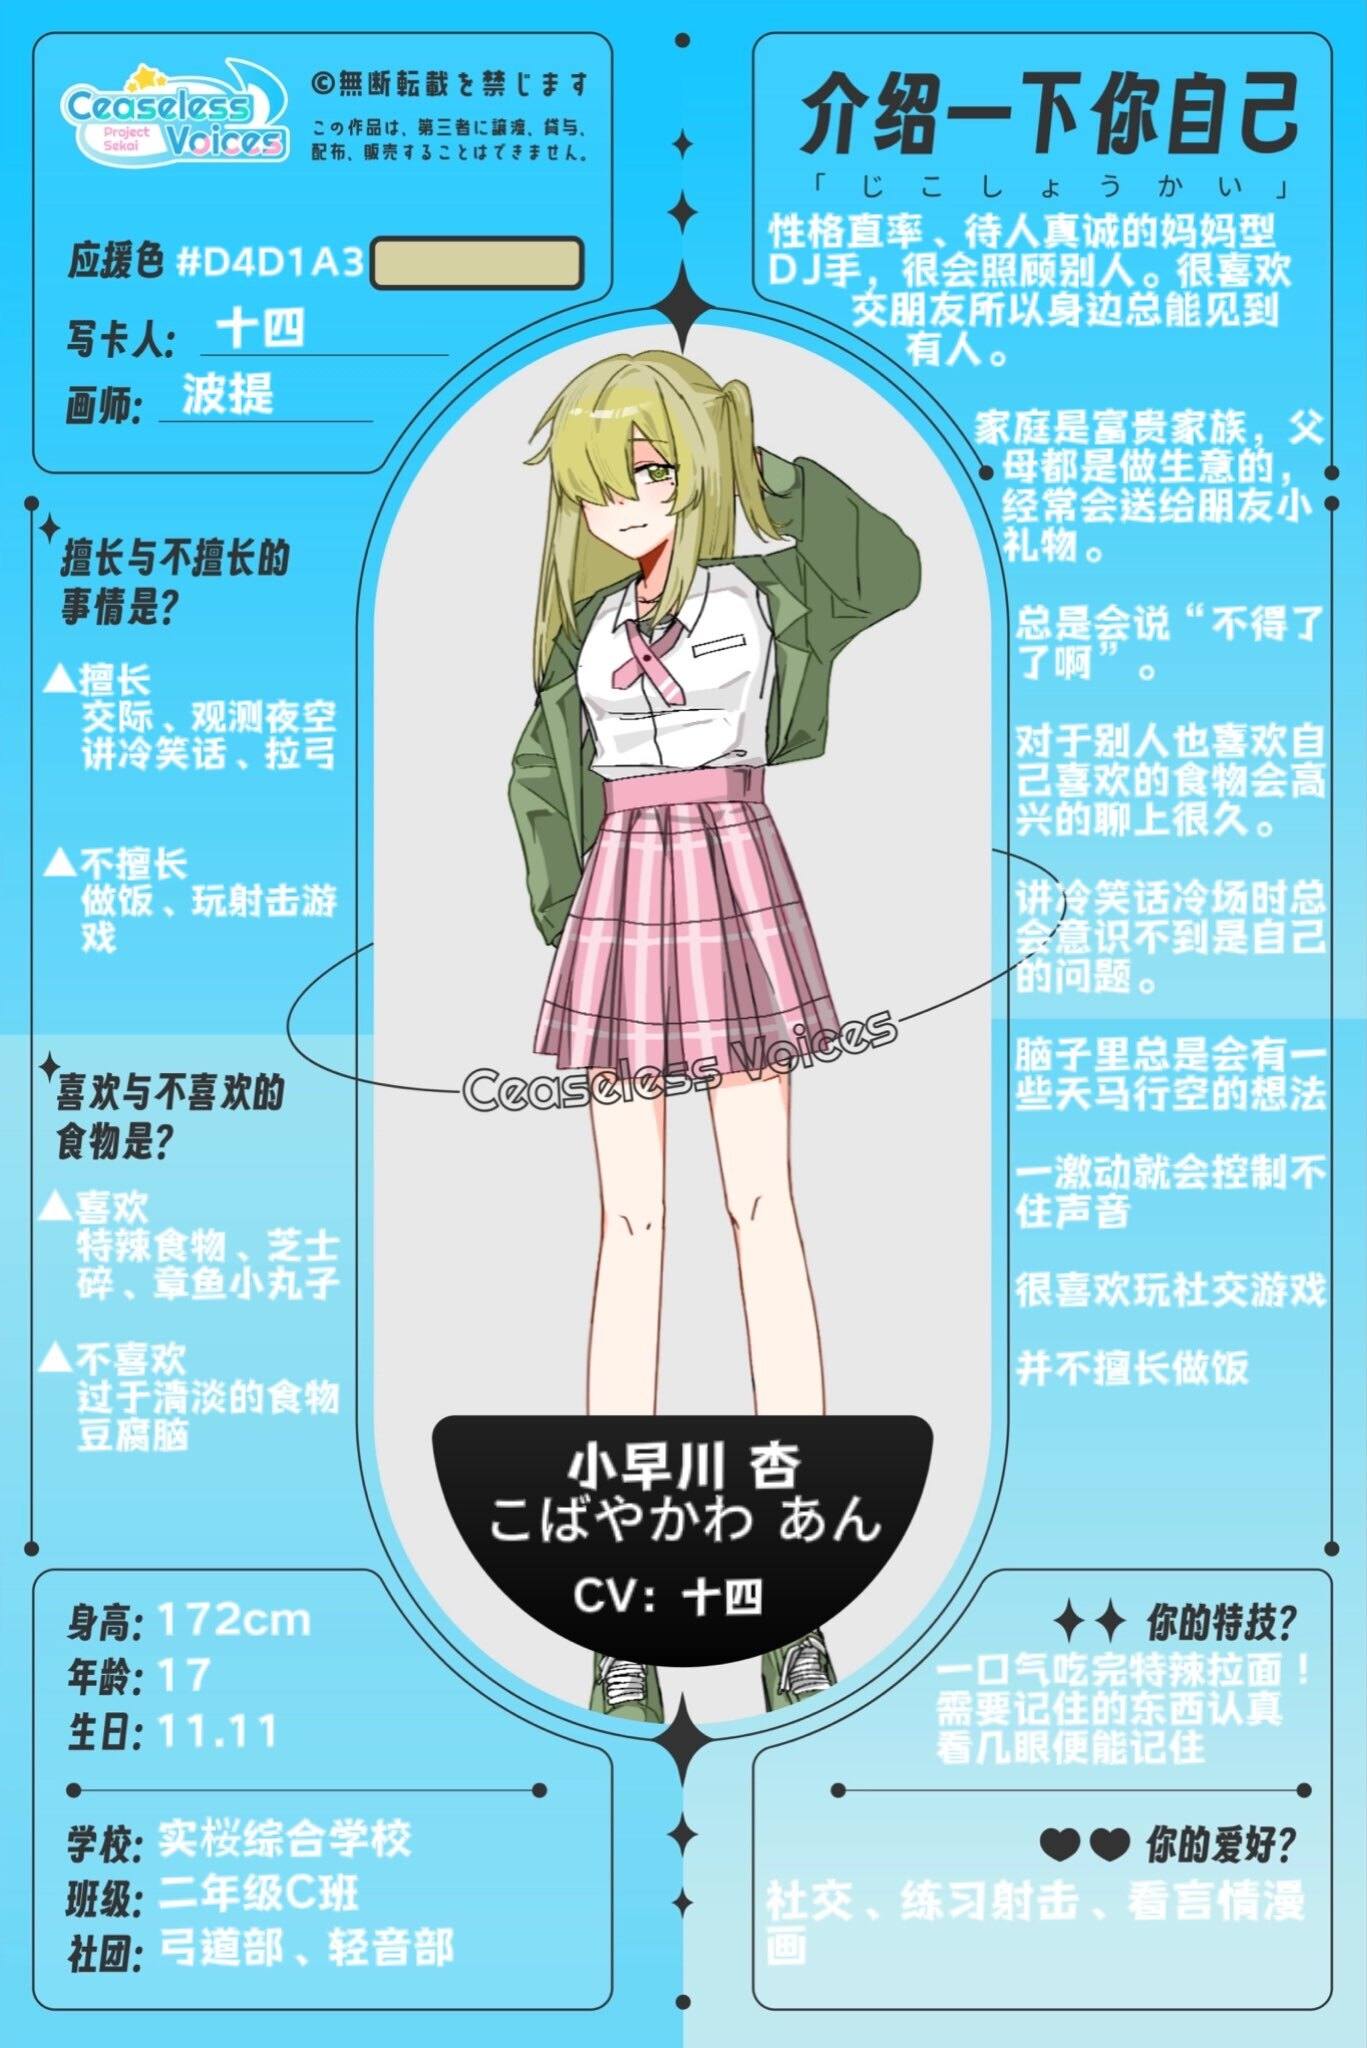 Ceaseless
Project
Sekai
Voices
©無断転載を禁じます
この作品は、第三者に譲渡、貸与、
配布、販売することはできません。
应援色 #D4D1A3
写卡人: 十四
画师: 波提
介绍一下你自己
「じこしょうかい」
性格直率、待人真诚的妈妈型
DJ手，很会照顾别人。很喜欢
交朋友所以身边总能见到
有人。
家庭是富贵家族，父
母都是做生意的，
经常会送给朋友小
礼物。
总是会说“不得了
了啊”。
对于别人也喜欢自
己喜欢的食物会高
兴的聊上很久。
讲冷笑话冷场时总
会意识不到是自己
的问题。
脑子里总是会有一
些天马行空的想法
一激动就会控制不
住声音
很喜欢玩社交游戏
并不擅长做饭
擅长与不擅长的
事情是?
▲擅长
交际、观测夜空
讲冷笑话、拉弓
▲不擅长
做饭、玩射击游
戏
喜欢与不喜欢的
食物是?
▲喜欢
特辣食物、芝士
碎、章鱼小丸子
▲不喜欢
过于清淡的食物
豆腐脑
Ceaseless Voices
小早川 杏
こばやかわ あん
CV：十四
身高: 172cm
年龄: 17
生日: 11.11
学校: 实桜综合学校
班级: 二年级C班
社团: 弓道部、轻音部
你的特技?
一口气吃完特辣拉面！
需要记住的东西认真
看几眼便能记住
你的爱好?
社交、练习射击、看言情漫
画